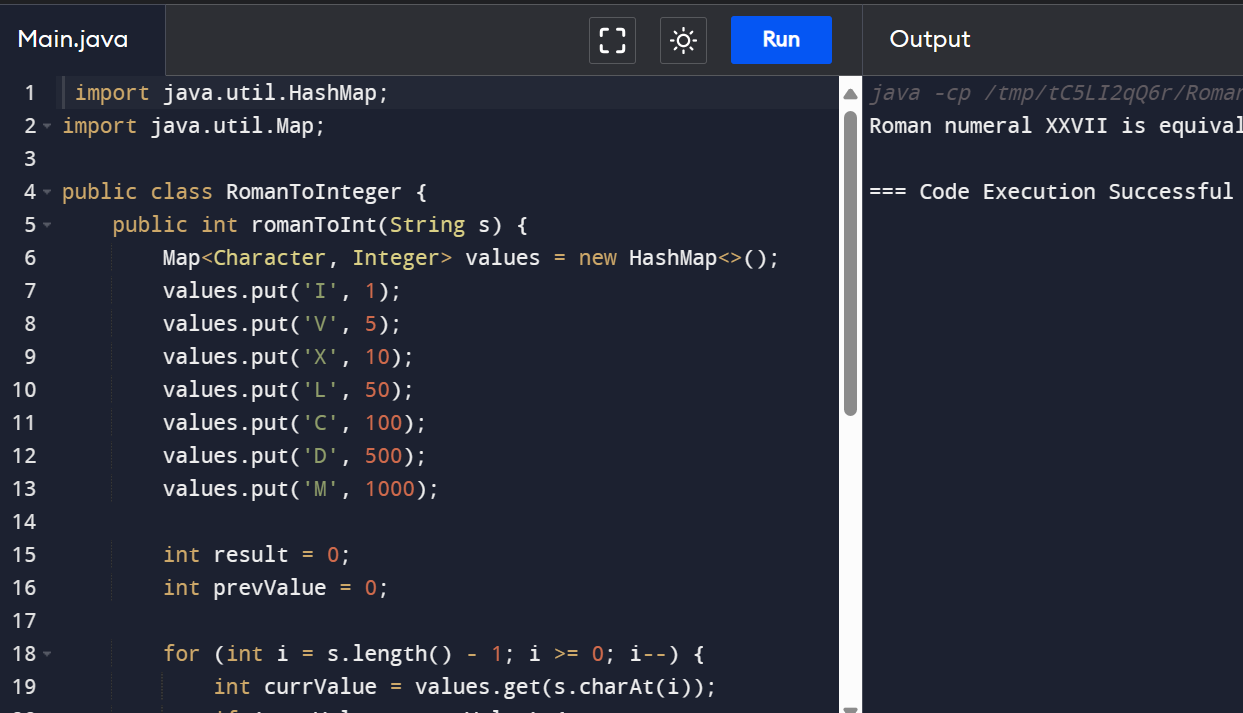 Main.java
Run
Output
1 import java.util.HashMap;
2 import java.util.Map;
3
4 public class RomanToInteger {
5 public int romanToInt(String s) {
6 Map<Character, Integer> values = new HashMap<>();
7 values.put('I', 1);
8 values.put('V', 5);
9 values.put('X', 10);
10 values.put('L', 50);
11 values.put('C', 100);
12 values.put('D', 500);
13 values.put('M', 1000);
14
15 int result = 0;
16 int prevValue = 0;
17
18 for (int i = s.length() - 1; i >= 0; i--) {
19 int currValue = values.get(s.charAt(i));
java -cp /tmp/tC5LI2qQ6r/Roman
Roman numeral XXVII is equival
=== Code Execution Successful